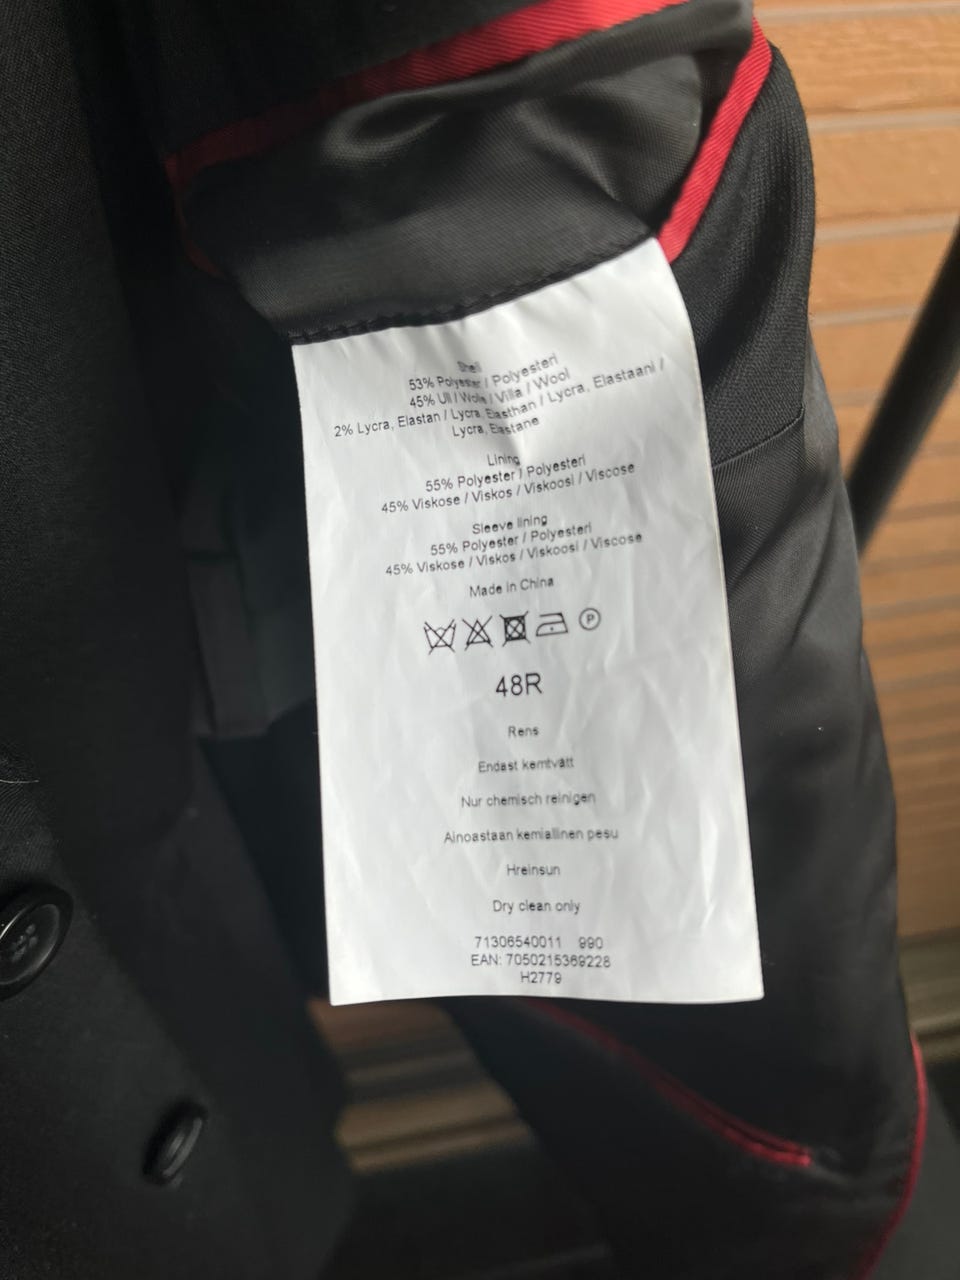 Shell
53% Polyester / Polyesteri
45% Ull / Wolle / Villa / Wool
2% Lycra, Elastan / Lycra, Elasthan / Lycra, Elastaani /
Lycra, Elastane
Lining
55% Polyester / Polyesteri
45% Viskose / Viskos / Viskoosi / Viscose
Sleeve lining
55% Polyester / Polyesteri
45% Viskose / Viskos / Viskoosi / Viscose
Made in China
P
48R
Rens
Endast kemtvätt
Nur chemisch reinigen
Ainoastaan kemiallinen pesu
Hreinsun
Dry clean only
71306540011 990
EAN: 7050215369228
H2779